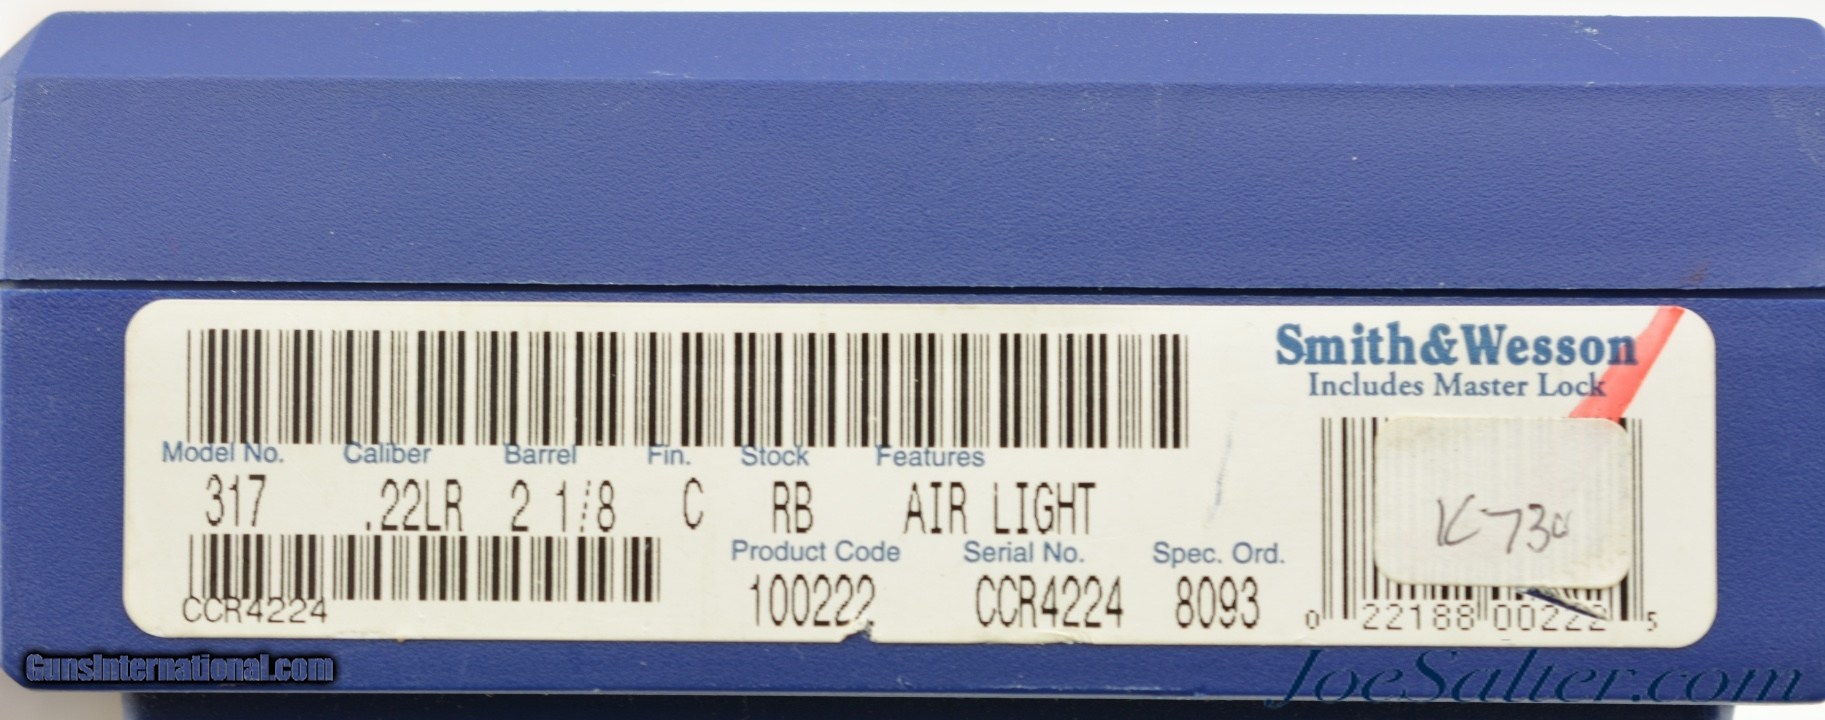 Smith&Wesson
Includes Master Lock
Model No. Caliber Barrel Fin. Stock Features
317 .22LR 2 1/8 C RB AIR LIGHT
Product Code Serial No. Spec. Ord.
100222 CCR4224 8093
CCR4224
0 22188 00222 5
GunsInternational.com
JoeSalter.com